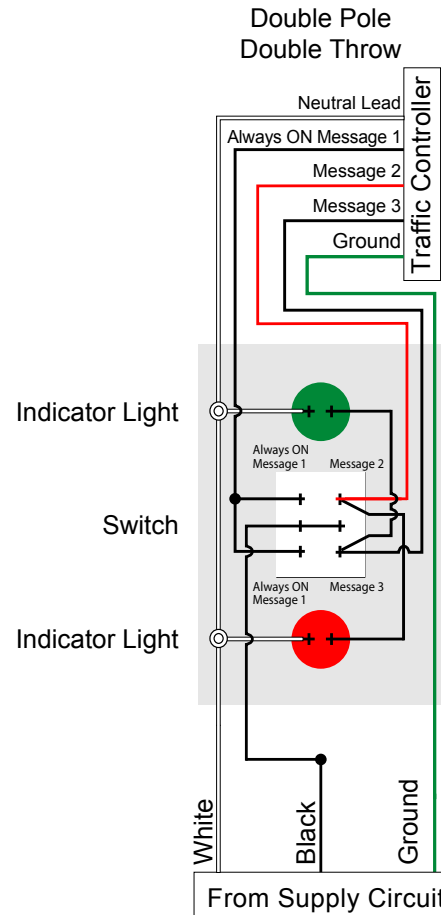 Double Pole
Double Throw
Neutral Lead
Always ON Message 1
Message 2
Message 3
Ground
Traffic Controller
Indicator Light
Always ON
Message 1
Message 2
Switch
Always ON
Message 1
Message 3
Indicator Light
White
Black
Ground
From Supply Circuit